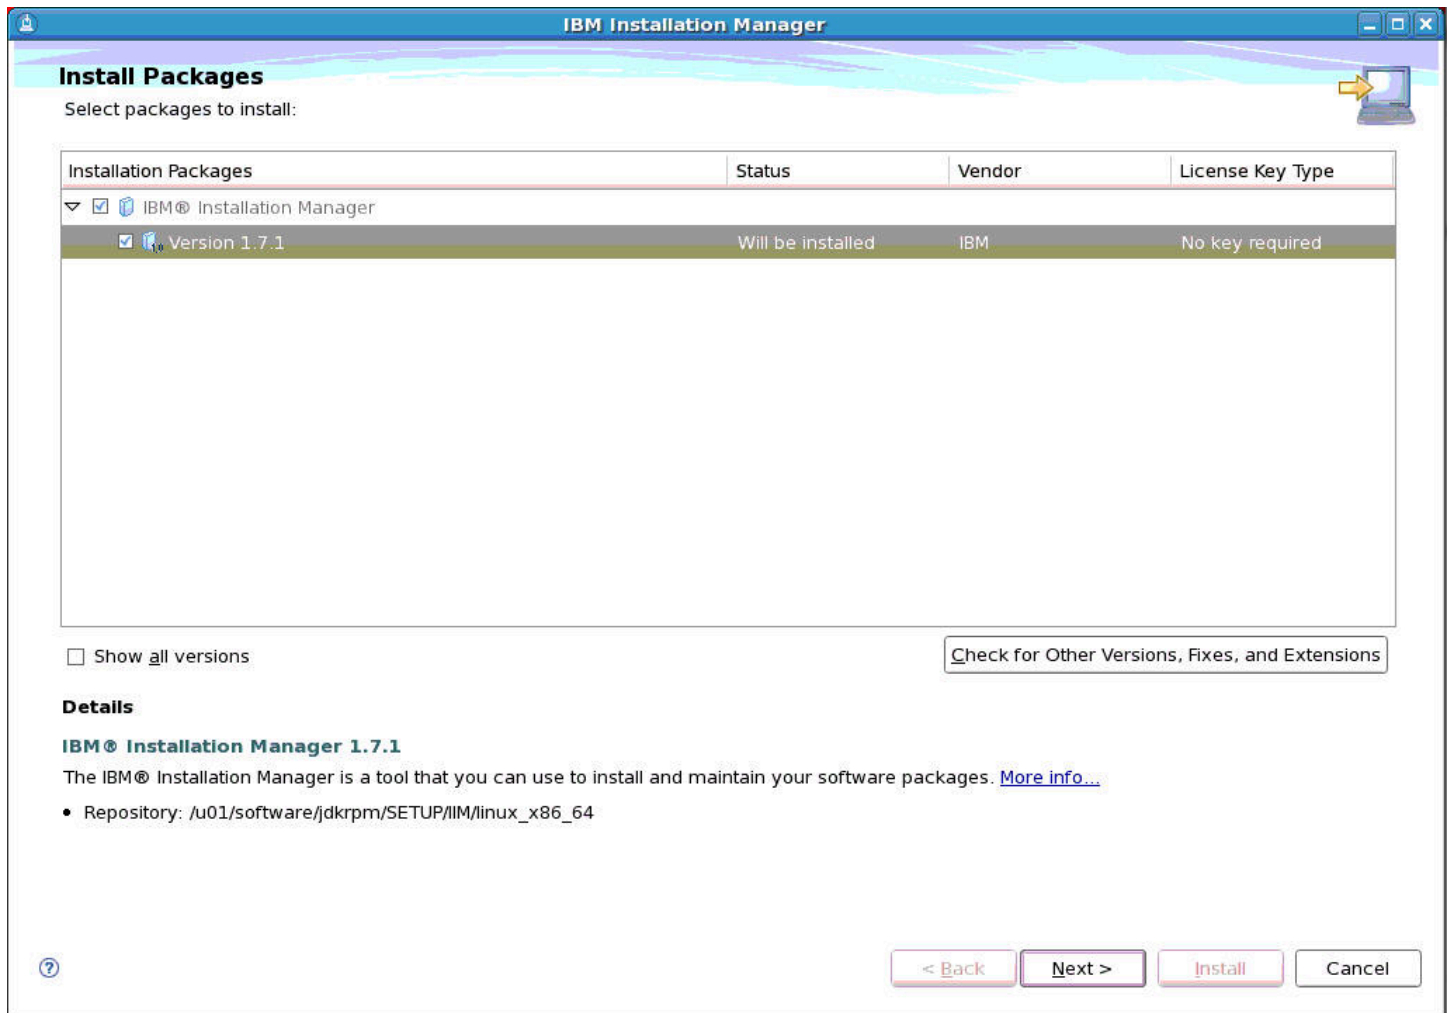 IBM Installation Manager
Install Packages
Select packages to install:
Installation Packages Status Vendor License Key Type
IBM® Installation Manager
Version 1.7.1 Will be installed IBM No key required
Show all versions Check for Other Versions, Fixes, and Extensions
Details
IBM® Installation Manager 1.7.1
The IBM® Installation Manager is a tool that you can use to install and maintain your software packages. More info...
• Repository: /u01/software/jdkrpm/SETUP/IIM/linux_x86_64
? < Back Next > Install Cancel